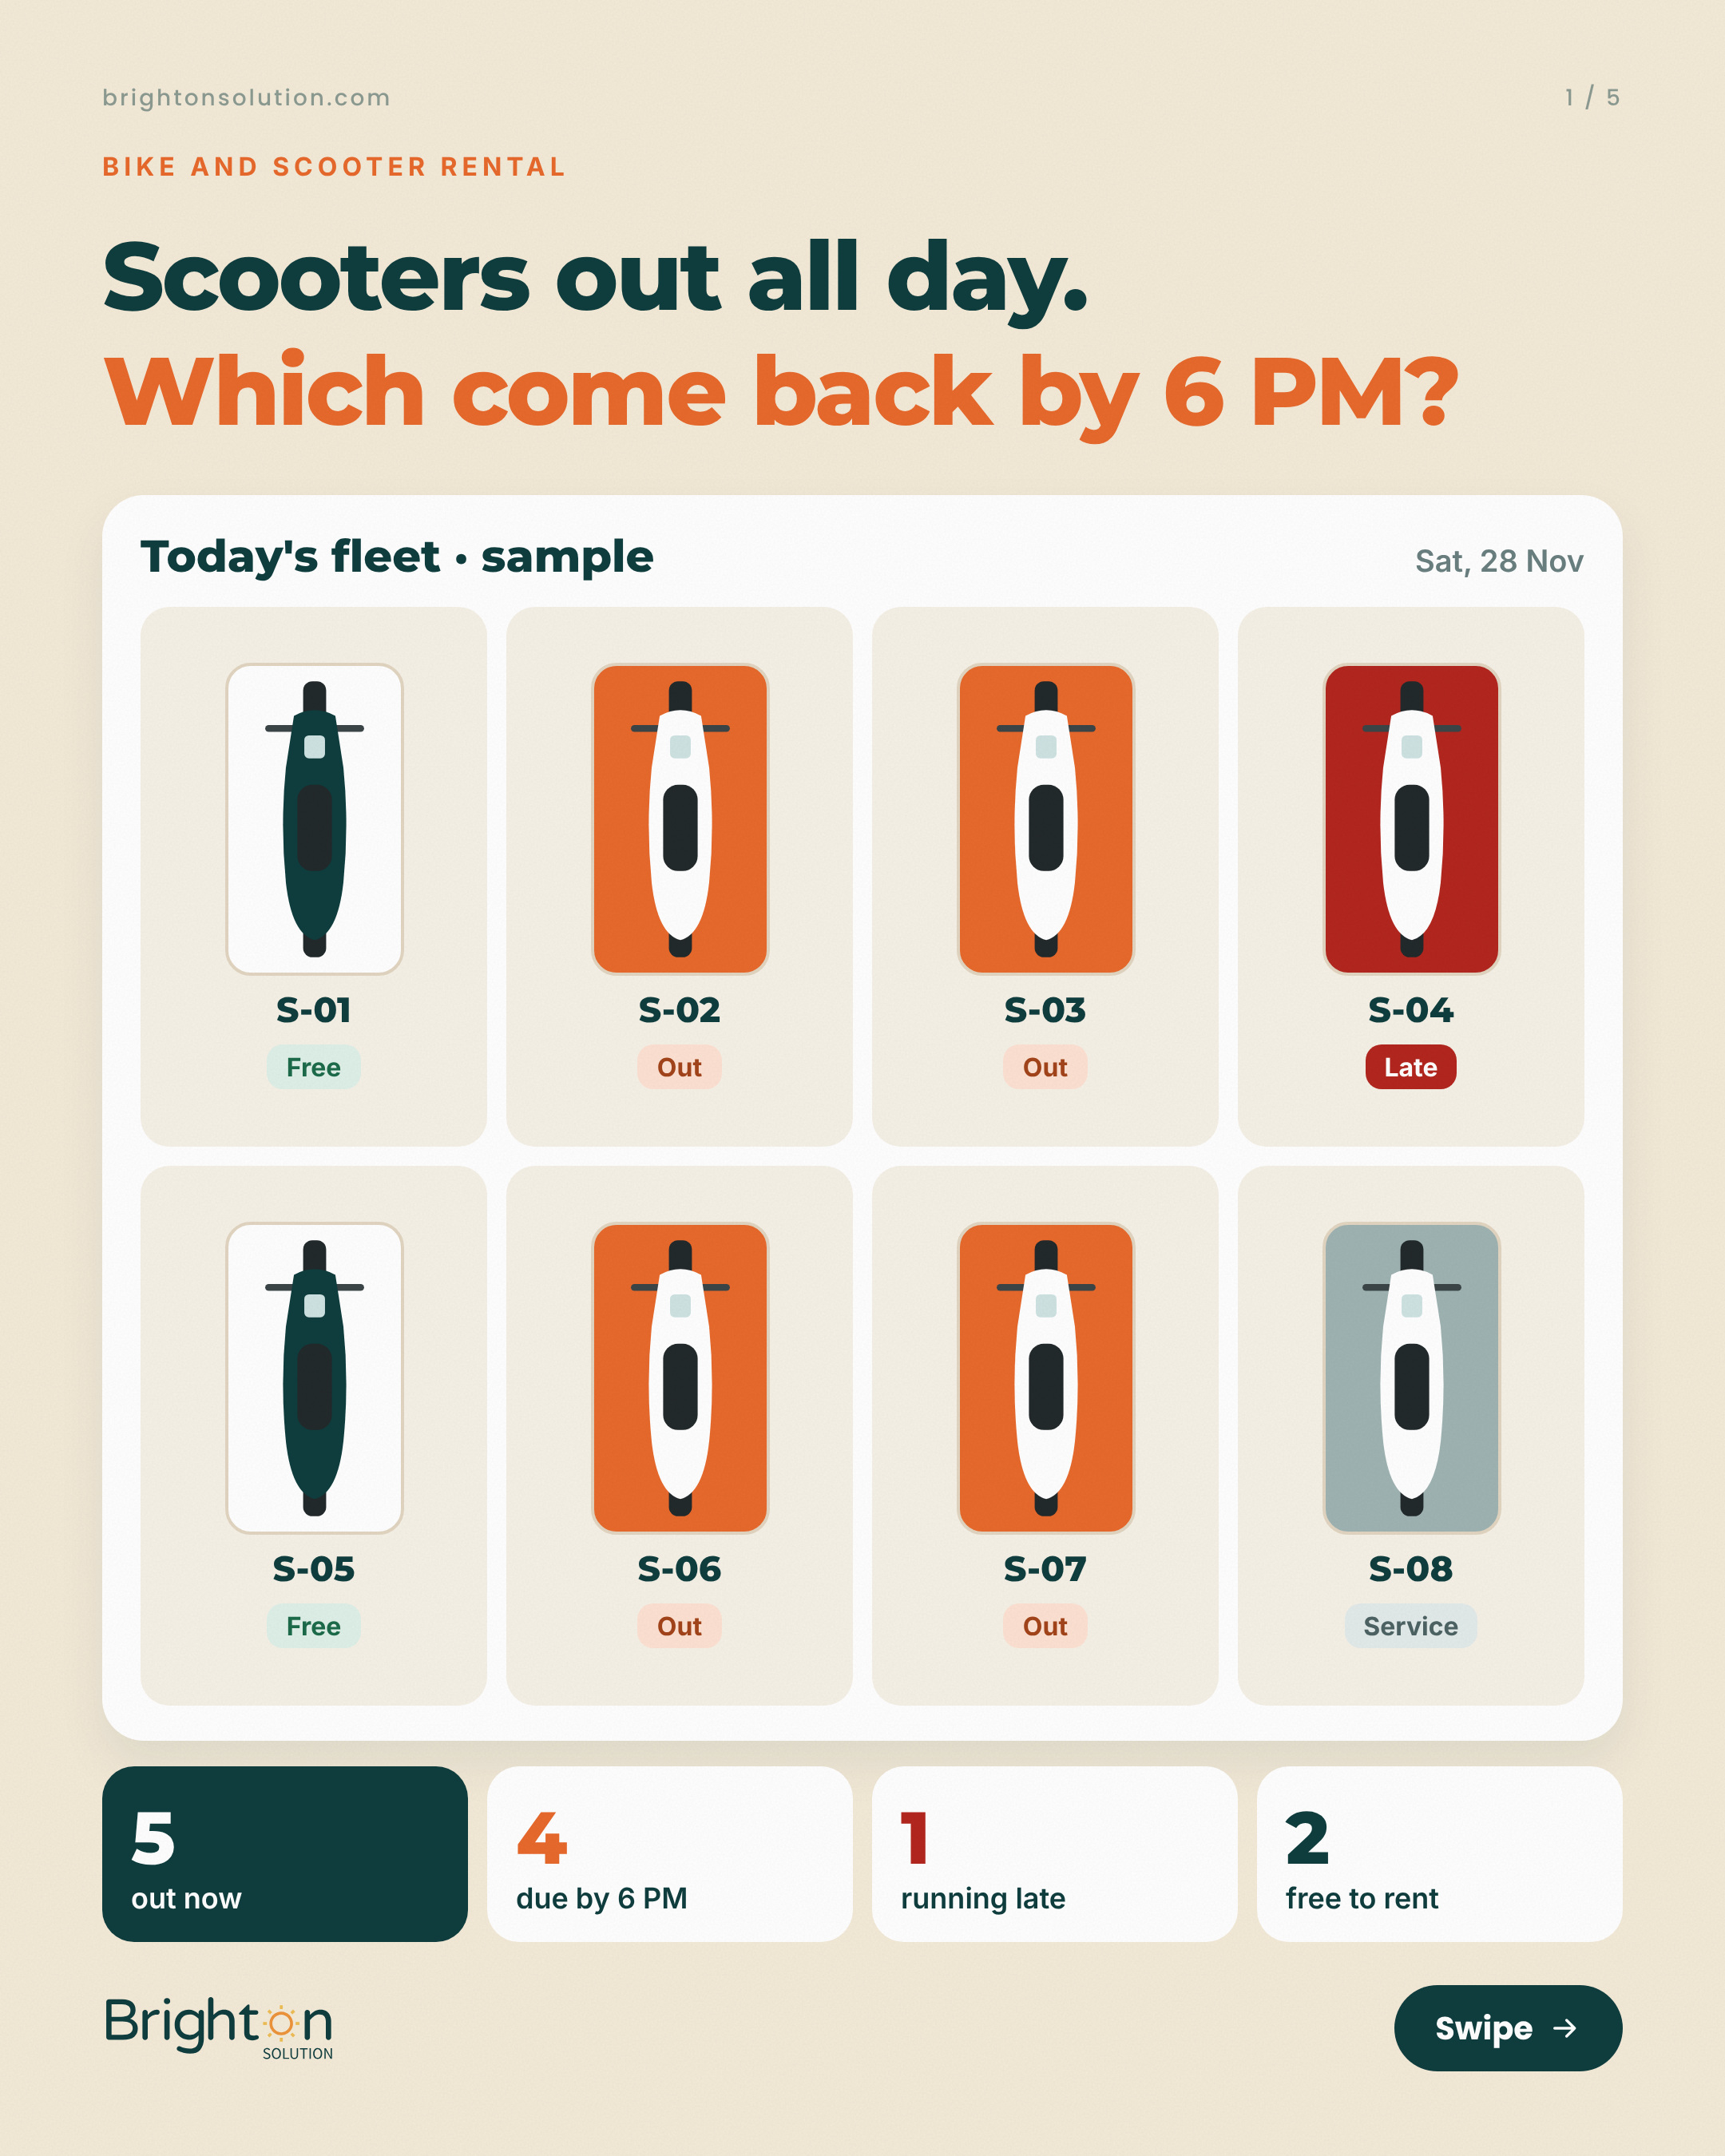 brightonsolution.com
1 / 5
BIKE AND SCOOTER RENTAL
Scooters out all day.
Which come back by 6 PM?
Today's fleet • sample
Sat, 28 Nov
S-01
Free
S-02
Out
S-03
Out
S-04
Late
S-05
Free
S-06
Out
S-07
Out
S-08
Service
5
out now
4
due by 6 PM
1
running late
2
free to rent
Brighton
SOLUTION
Swipe →